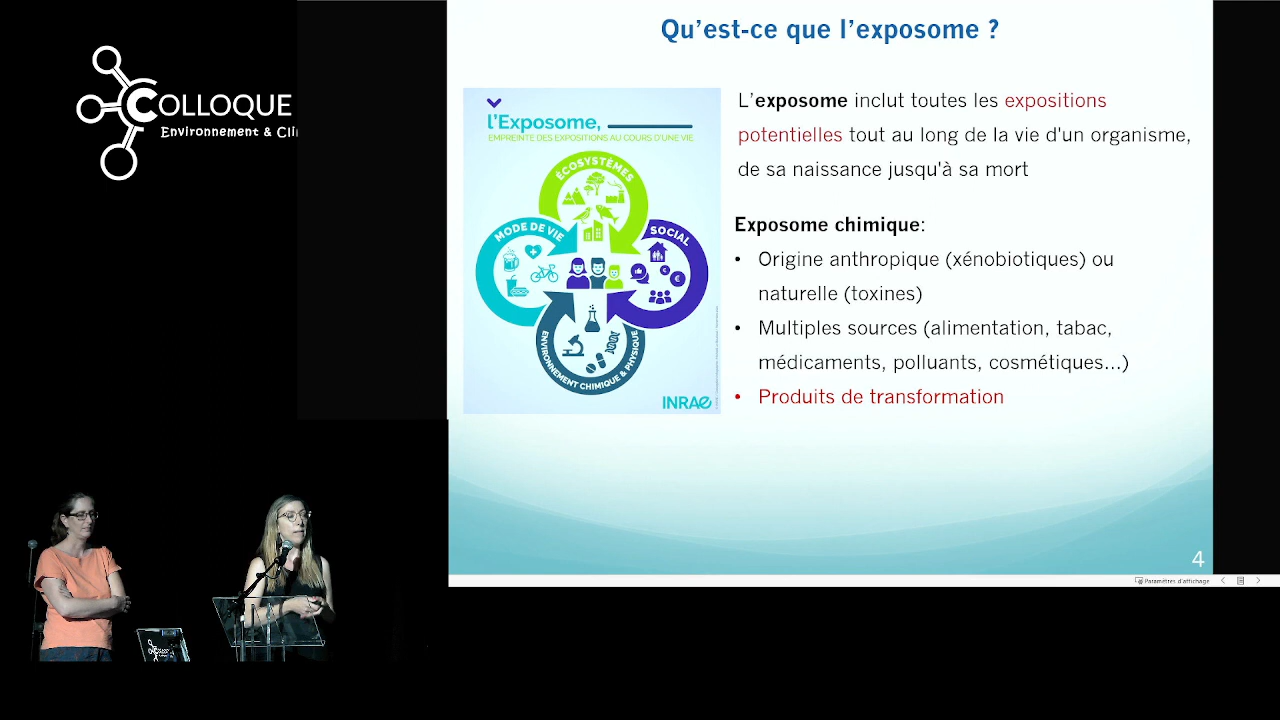 COLLOQUE
Environnement & Cli
Qu'est-ce que l'exposome ?
l'Exposome,
EMPREINTE DES EXPOSITIONS AU COURS D'UNE VIE
ÉCOSYSTÈMES
MODE DE VIE
SOCIAL
ENVIRONNEMENT CHIMIQUE & PHYSIQUE
INRAE
L'exposome inclut toutes les expositions
potentielles tout au long de la vie d'un organisme,
de sa naissance jusqu'à sa mort
Exposome chimique:
• Origine anthropique (xénobiotiques) ou
naturelle (toxines)
• Multiples sources (alimentation, tabac,
médicaments, polluants, cosmétiques...)
• Produits de transformation
4
Paramètres d'affichage